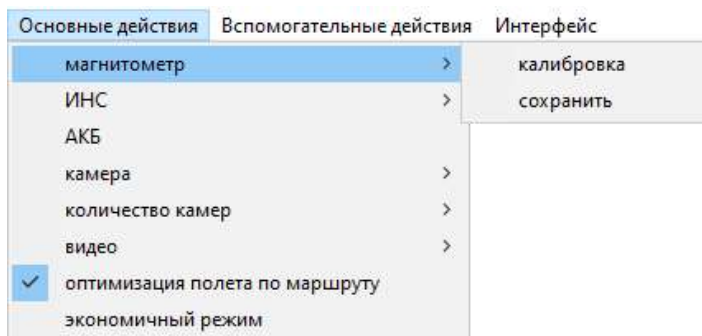 Основные действия Вспомогательные действия Интерфейс
магнитометр > калибровка
ИНС > сохранить
АКБ
камера >
количество камер >
видео >
✓ оптимизация полета по маршруту
экономичный режим